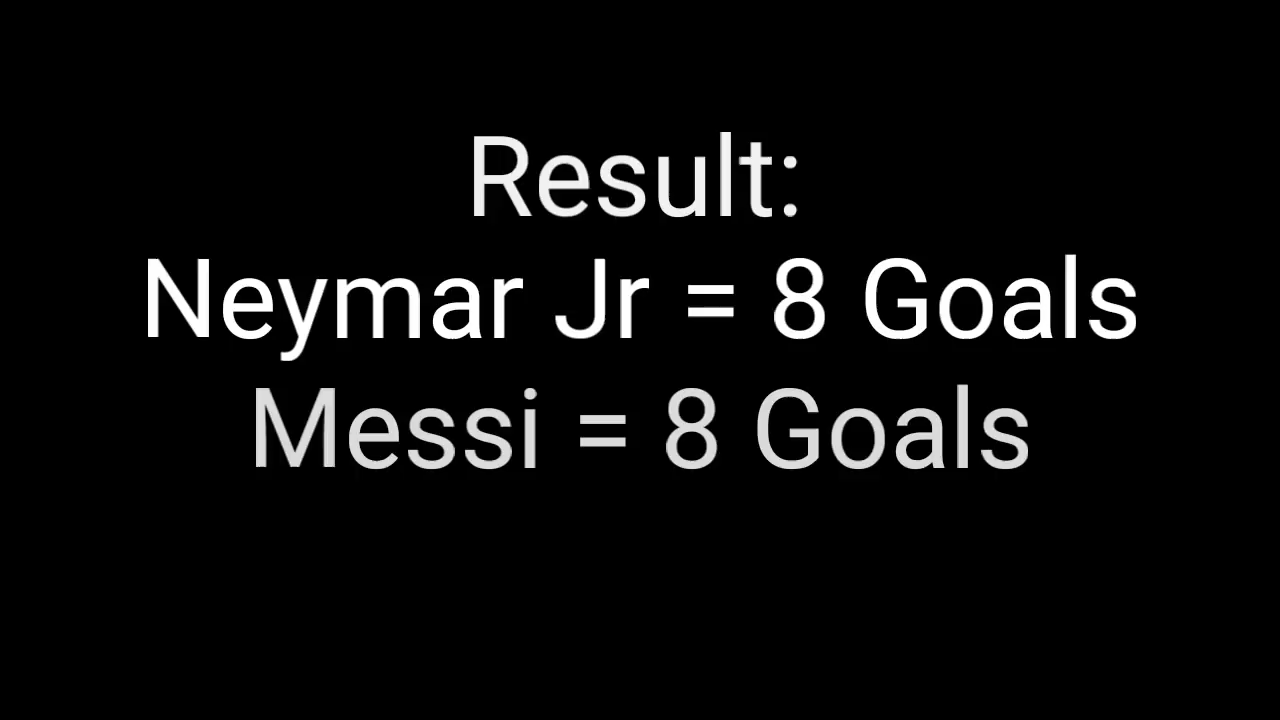 Result:
Neymar Jr = 8 Goals
Messi = 8 Goals